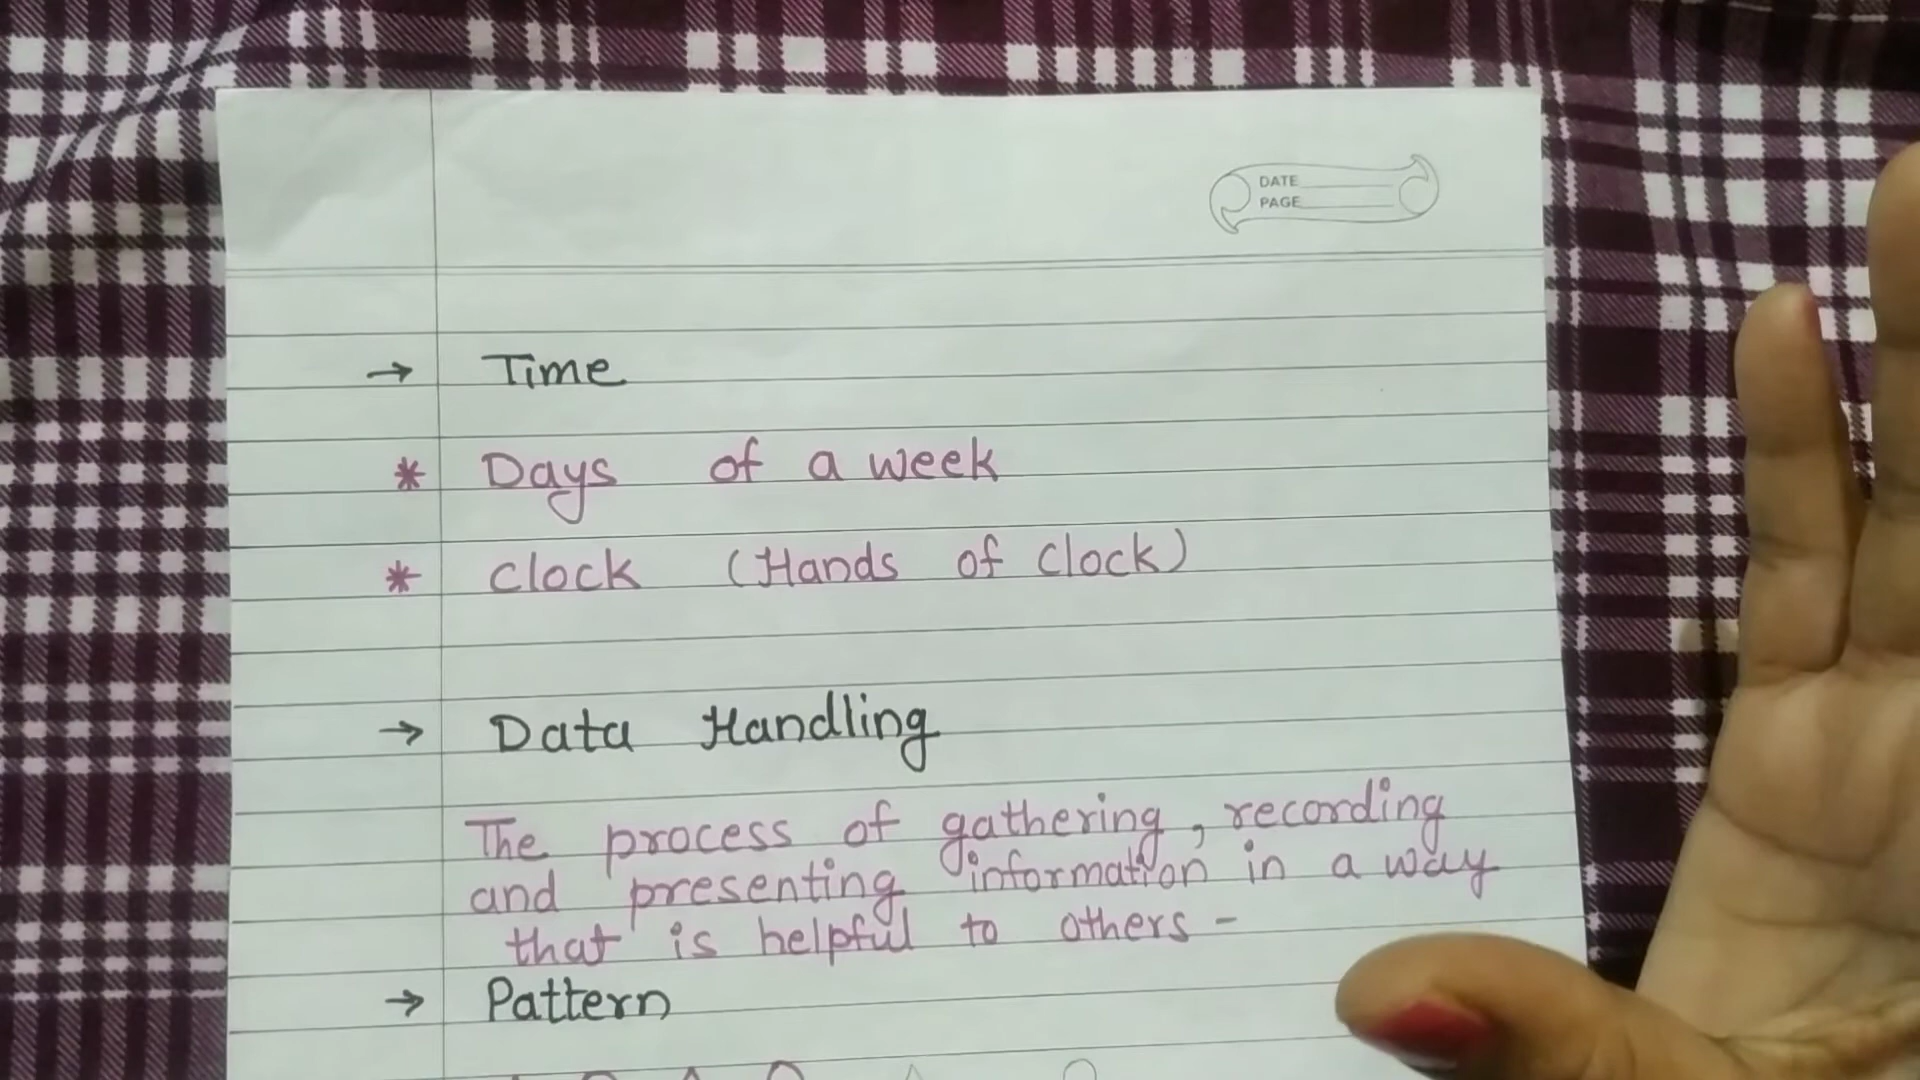 DATE
PAGE
→ Time
* Days of a week
* clock (Hands of clock)
→ Data Handling
The process of gathering, recording
and presenting information in a way
that is helpful to others -
→ Pattern